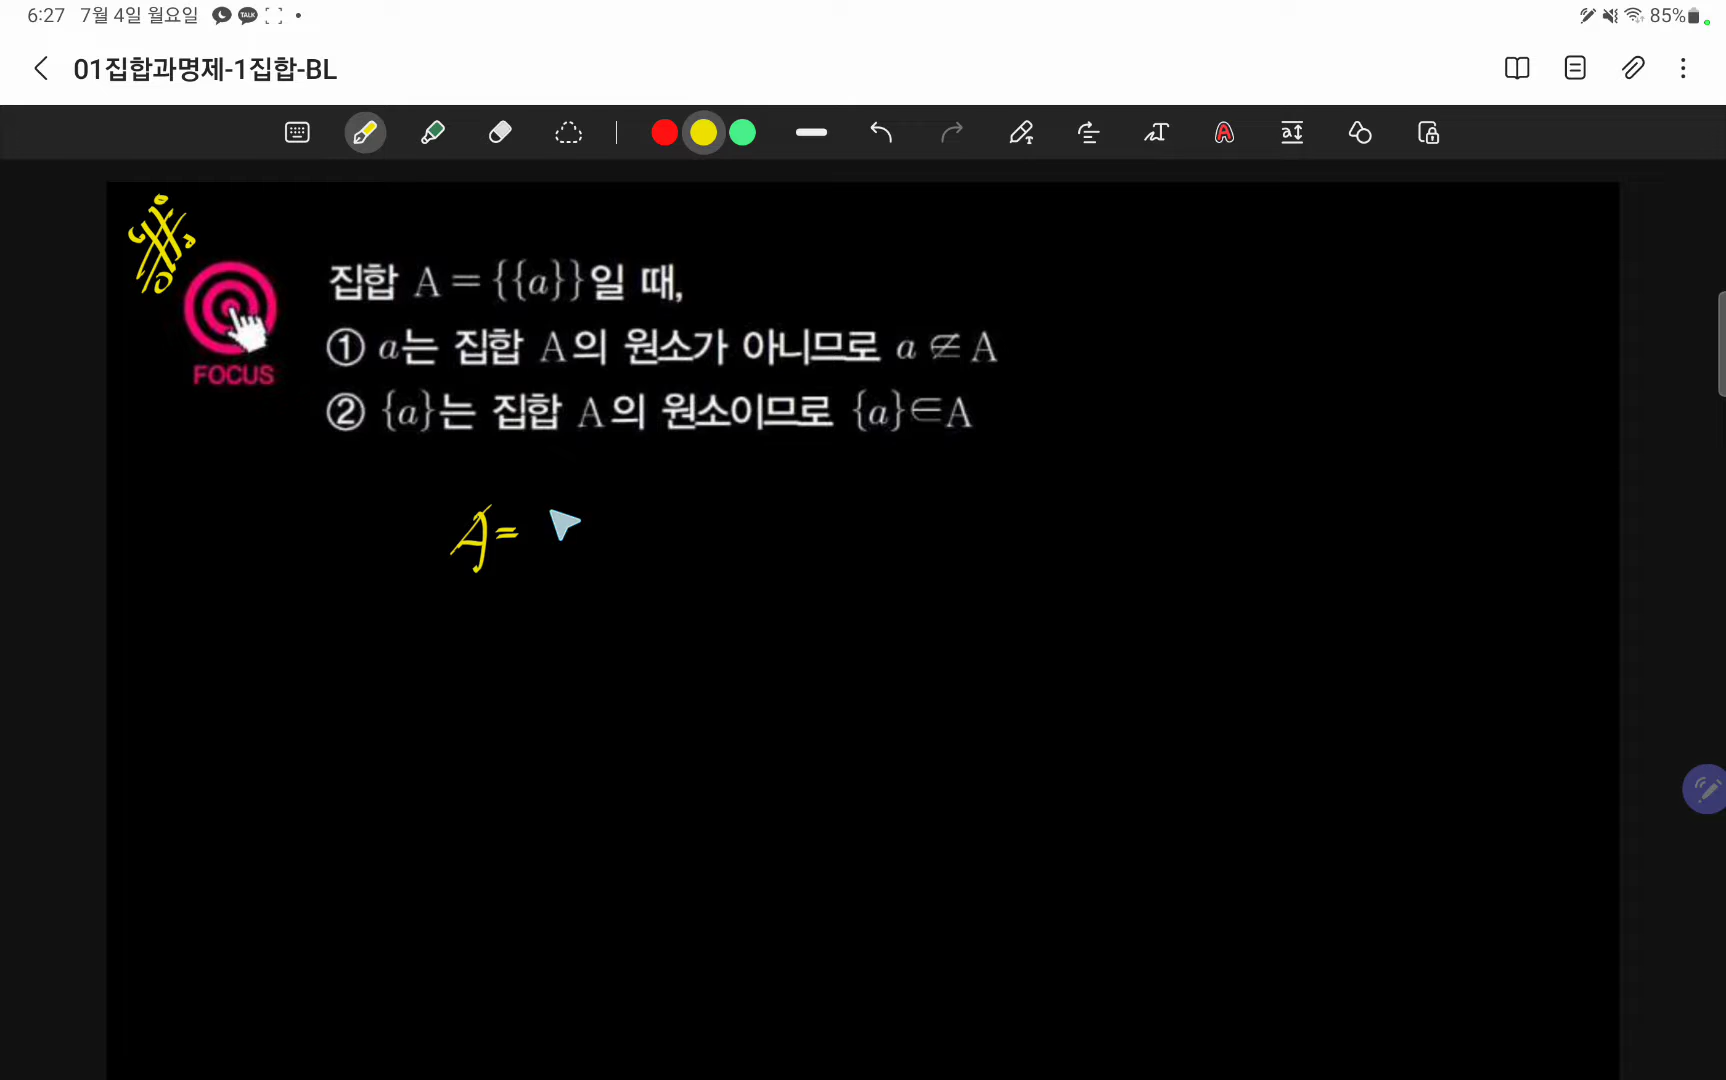 6:27 7월 4일 월요일 TALK 85%
01집합과명제-1집합-BL
집합 A = {{a}}일 때,
① a는 집합 A의 원소가 아니므로 a ∉ A
FOCUS
② {a}는 집합 A의 원소이므로 {a}∈A
A=